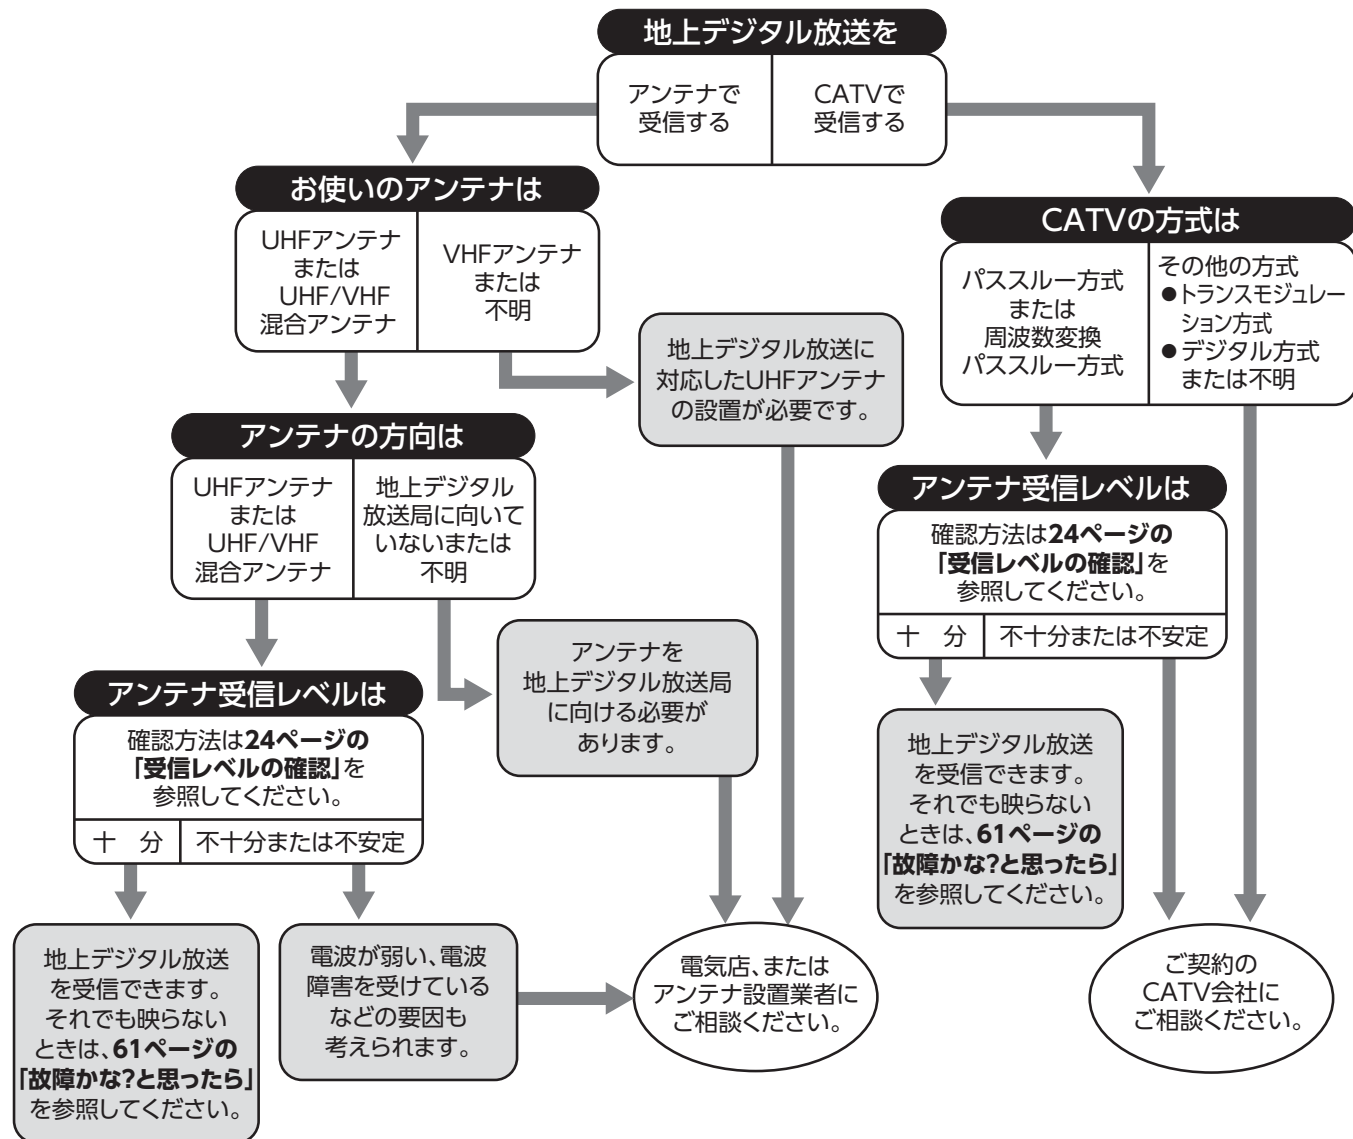 地上デジタル放送を
アンテナで
受信する
CATVで
受信する
お使いのアンテナは
UHFアンテナ
または
UHF/VHF
混合アンテナ
VHFアンテナ
または
不明
地上デジタル放送に
対応したUHFアンテナ
の設置が必要です。
アンテナの方向は
UHFアンテナ
または
UHF/VHF
混合アンテナ
地上デジタル
放送局に向いて
いないまたは
不明
アンテナを
地上デジタル放送局
に向ける必要が
あります。
アンテナ受信レベルは
確認方法は24ページの
「受信レベルの確認」を
参照してください。
十　分
不十分または不安定
地上デジタル放送
を受信できます。
それでも映らない
ときは、61ページの
「故障かな?と思ったら」
を参照してください。
電波が弱い、電波
障害を受けている
などの要因も
考えられます。
電気店、または
アンテナ設置業者に
ご相談ください。
CATVの方式は
パススルー方式
または
周波数変換
パススルー方式
その他の方式
●トランスモジュレー
ション方式
●デジタル方式
または不明
アンテナ受信レベルは
確認方法は24ページの
「受信レベルの確認」を
参照してください。
十　分
不十分または不安定
地上デジタル放送
を受信できます。
それでも映らない
ときは、61ページの
「故障かな?と思ったら」
を参照してください。
ご契約の
CATV会社に
ご相談ください。